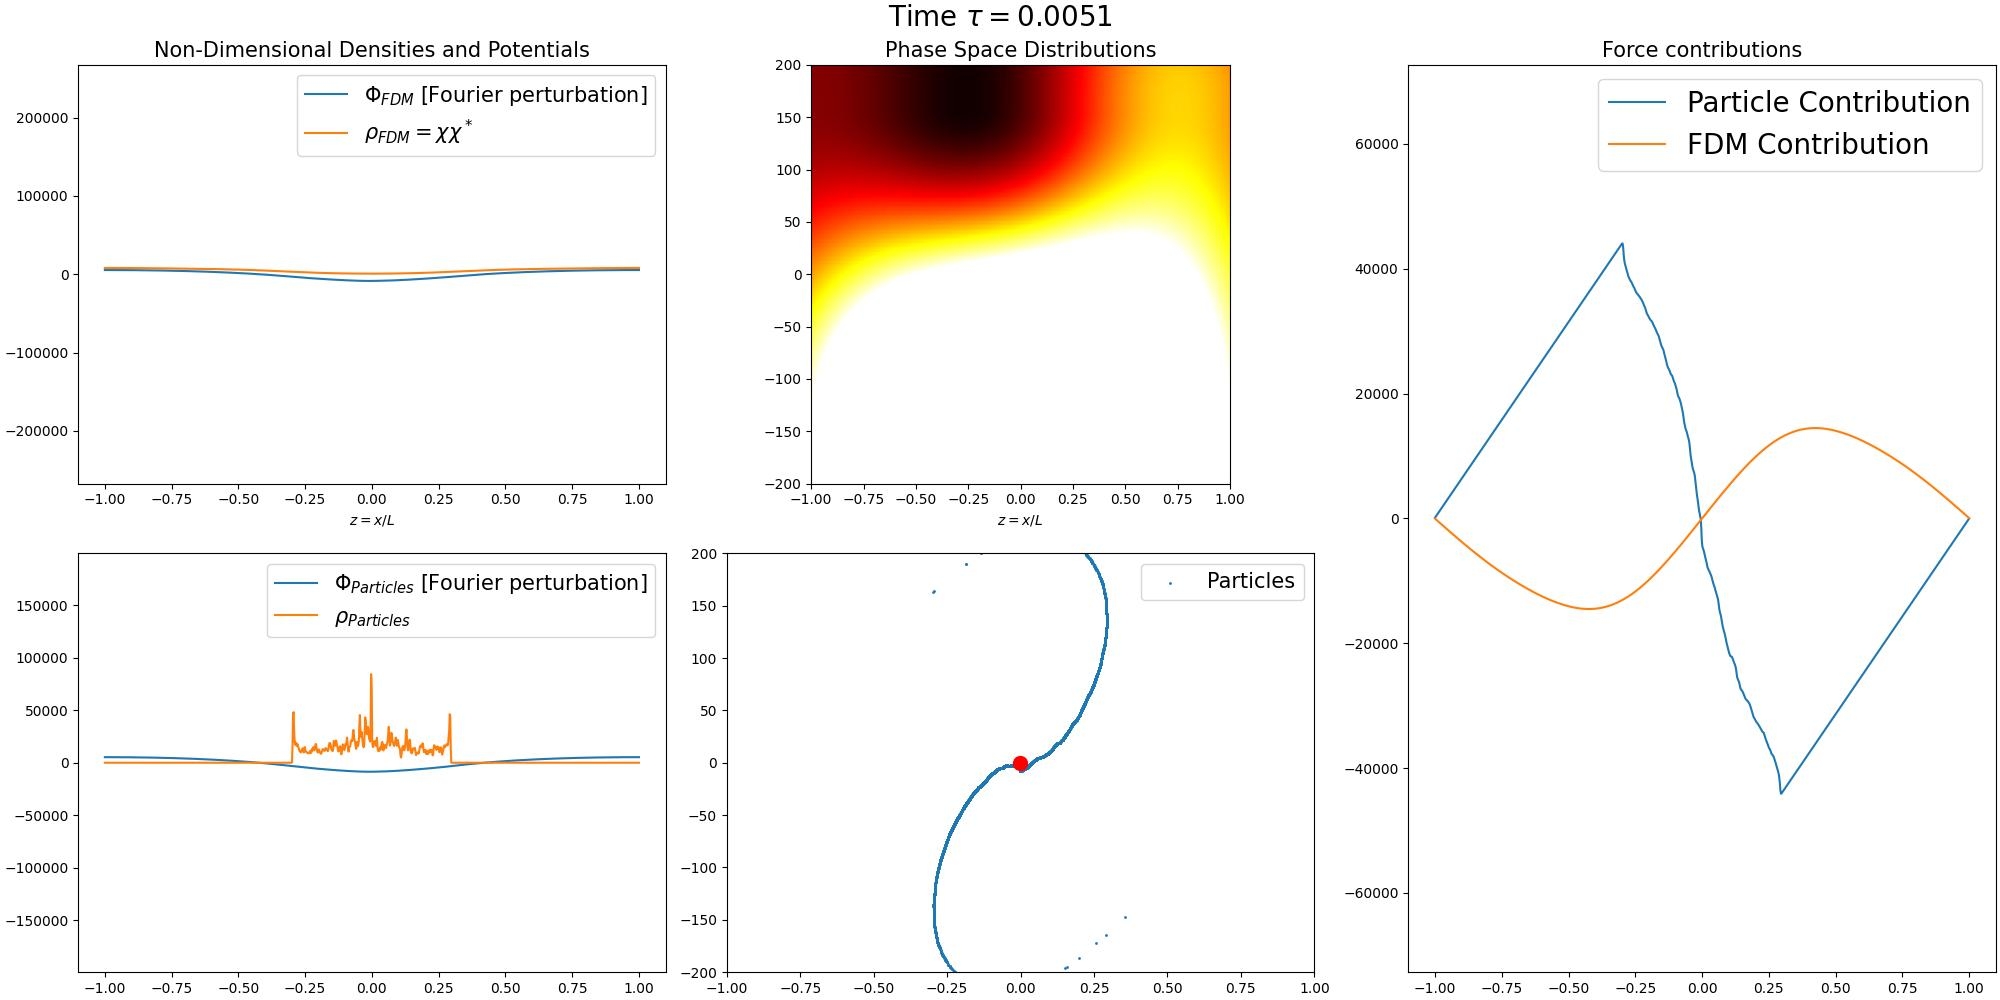 Time τ = 0.0051
Non-Dimensional Densities and Potentials
Φ_FDM [Fourier perturbation]
ρ_FDM = χχ*
200000
100000
0
−100000
−200000
−1.00 −0.75 −0.50 −0.25 0.00 0.25 0.50 0.75 1.00
z = x/L
Phase Space Distributions
200
150
100
50
0
−50
−100
−150
−200
−1.00 −0.75 −0.50 −0.25 0.00 0.25 0.50 0.75 1.00
z = x/L
Force contributions
Particle Contribution
FDM Contribution
60000
40000
20000
0
−20000
−40000
−60000
−1.00 −0.75 −0.50 −0.25 0.00 0.25 0.50 0.75 1.00
Φ_Particles [Fourier perturbation]
ρ_Particles
150000
100000
50000
0
−50000
−100000
−150000
−1.00 −0.75 −0.50 −0.25 0.00 0.25 0.50 0.75 1.00
Particles
200
150
100
50
0
−50
−100
−150
−200
−1.00 −0.75 −0.50 −0.25 0.00 0.25 0.50 0.75 1.00